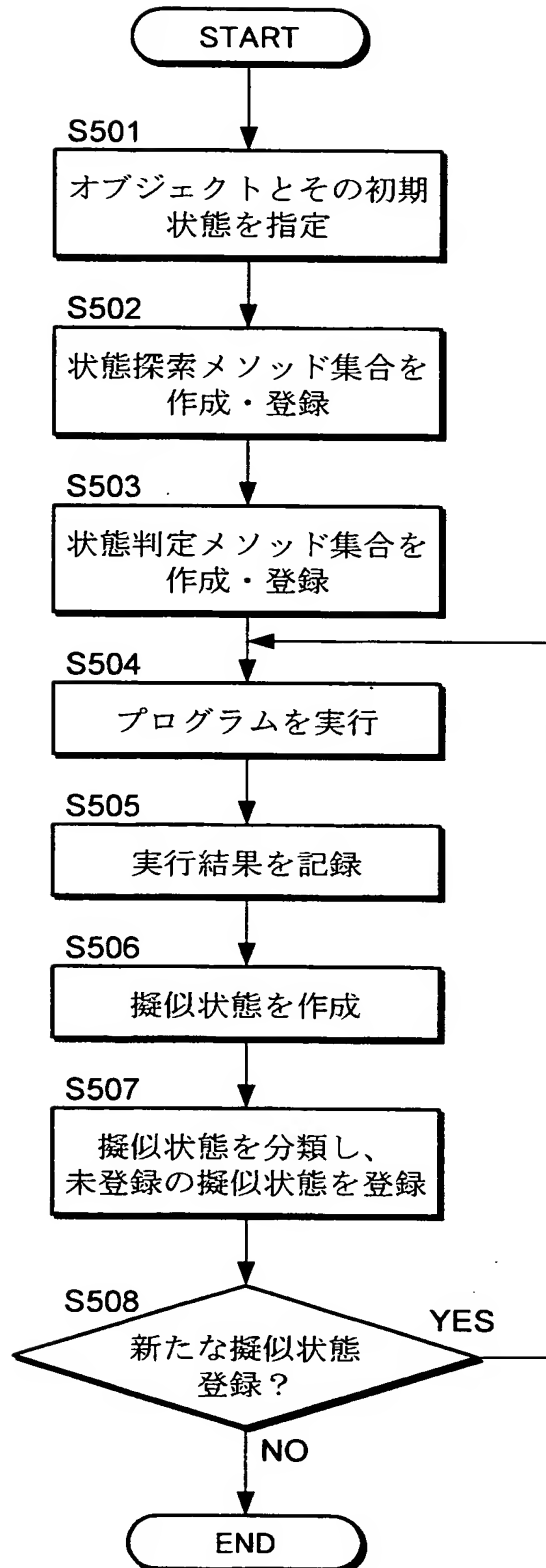 START
S501
オブジェクトとその初期
状態を指定
S502
状態探索メソッド集合を
作成・登録
S503
状態判定メソッド集合を
作成・登録
S504
プログラムを実行
S505
実行結果を記録
S506
擬似状態を作成
S507
擬似状態を分類し、
未登録の擬似状態を登録
S508
新たな擬似状態
登録？
YES
NO
END